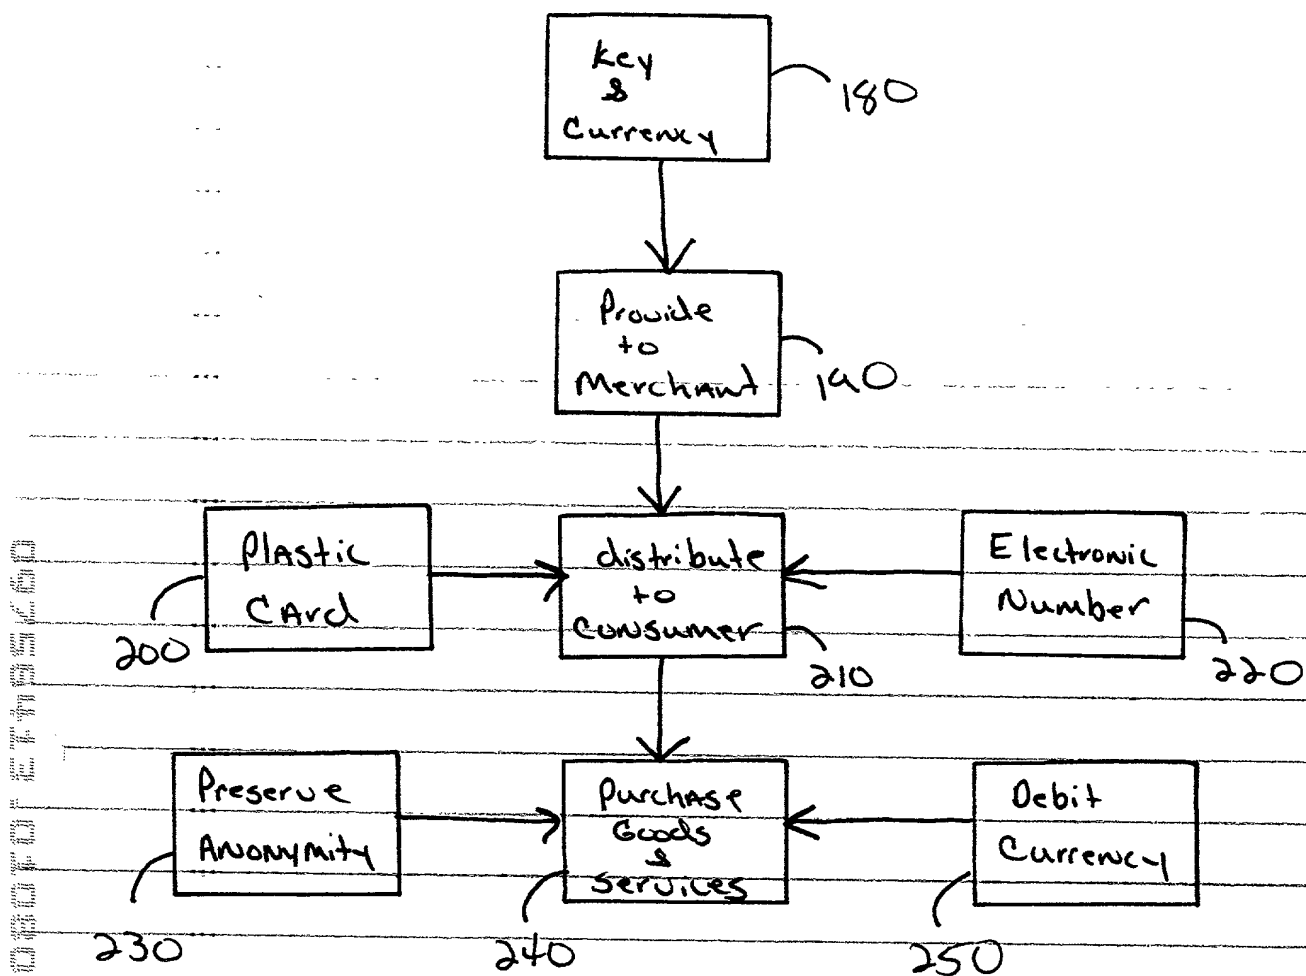 Key
&
Currency
180
Provide
to
Merchant
190
Plastic
Card
200
distribute
to
Consumer
210
Electronic
Number
220
Preserve
Anonymity
230
Purchase
Goods
&
Services
240
Debit
Currency
250